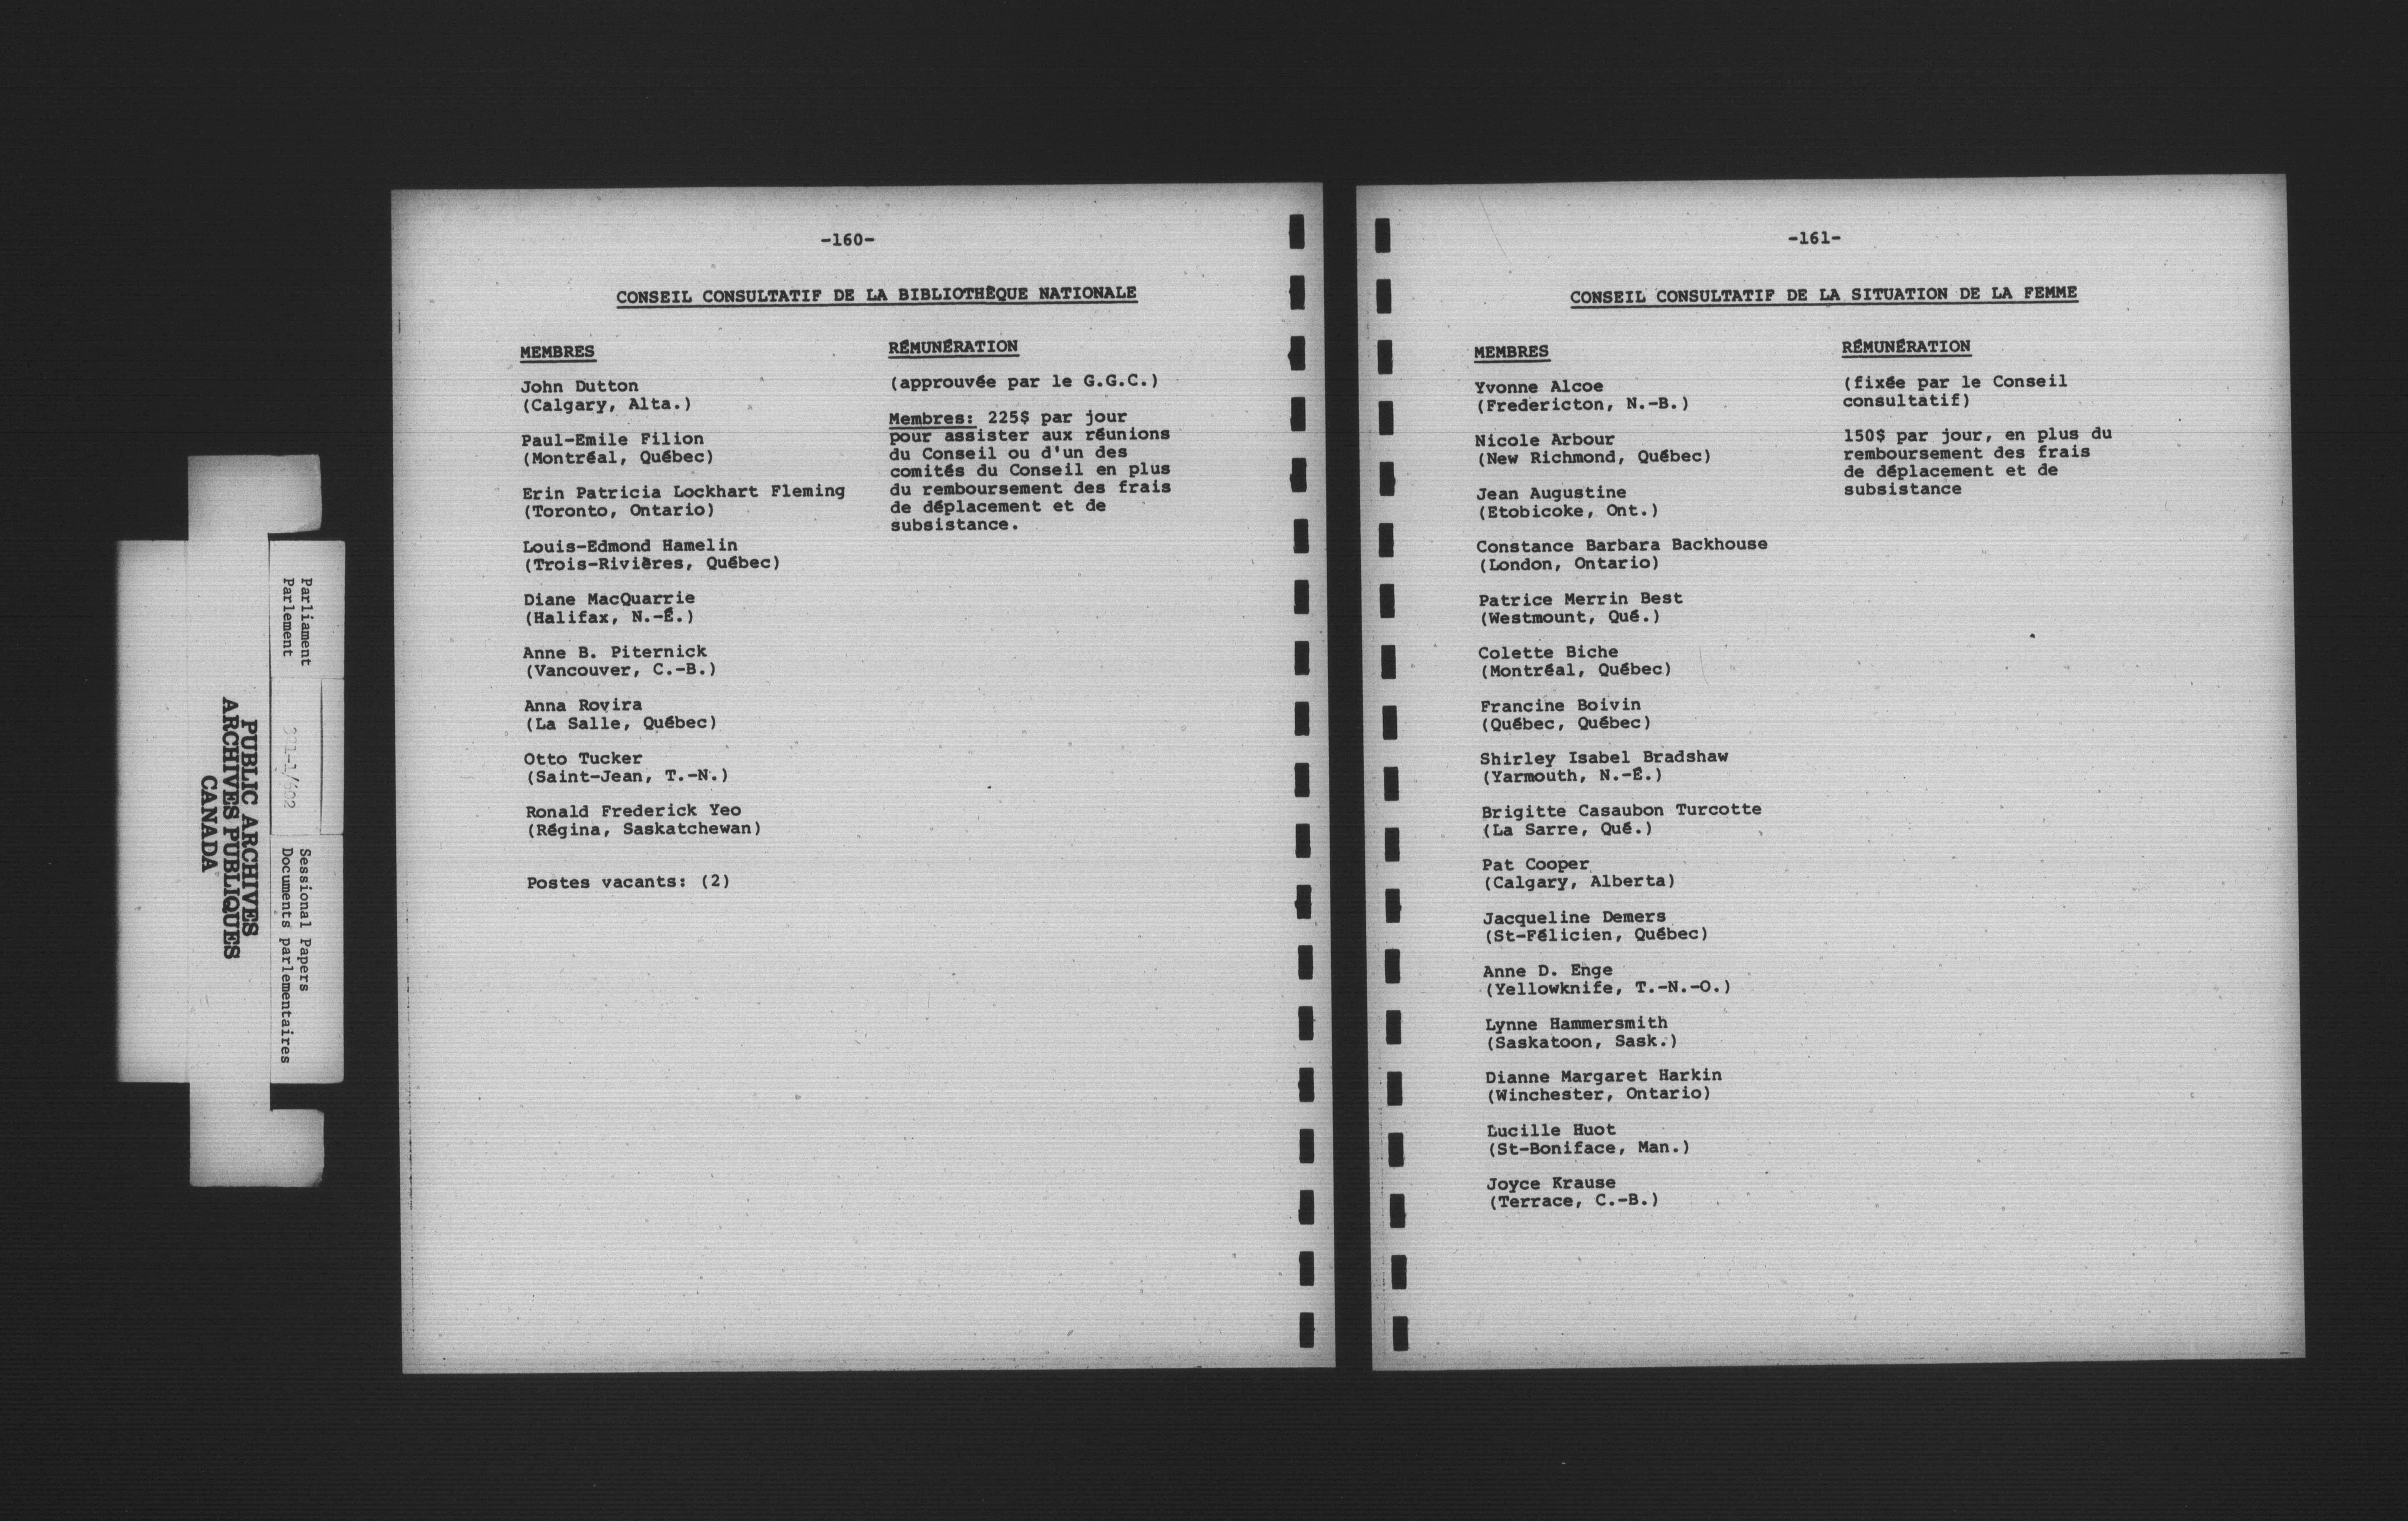 Parliament
Parlement
Sessional Papers
Documents parlementaires
PUBLIC ARCHIVES
ARCHIVES PUBLIQUES
CANADA
-160-
CONSEIL CONSULTATIF DE LA BIBLIOTHÈQUE NATIONALE
MEMBRES
John Dutton
(Calgary, Alta.)
Paul-Emile Filion
(Montréal, Québec)
Erin Patricia Lockhart Fleming
(Toronto, Ontario)
Louis-Edmond Hamelin
(Trois-Rivières, Québec)
Diane MacQuarrie
(Halifax, N.-É.)
Anne B. Piternick
(Vancouver, C.-B.)
Anna Rovira
(La Salle, Québec)
Otto Tucker
(Saint-Jean, T.-N.)
Ronald Frederick Yeo
(Régina, Saskatchewan)
Postes vacants: (2)
RÉMUNÉRATION
(approuvée par le G.G.C.)
Membres: 225$ par jour
pour assister aux réunions
du Conseil ou d'un des
comités du Conseil en plus
du remboursement des frais
de déplacement et de
subsistance.
-161-
CONSEIL CONSULTATIF DE LA SITUATION DE LA FEMME
MEMBRES
Yvonne Alcoe
(Fredericton, N.-B.)
Nicole Arbour
(New Richmond, Québec)
Jean Augustine
(Etobicoke, Ont.)
Constance Barbara Backhouse
(London, Ontario)
Patrice Merrin Best
(Westmount, Qué.)
Colette Biche
(Montréal, Québec)
Francine Boivin
(Québec, Québec)
Shirley Isabel Bradshaw
(Yarmouth, N.-É.)
Brigitte Casaubon Turcotte
(La Sarre, Qué.)
Pat Cooper
(Calgary, Alberta)
Jacqueline Demers
(St-Félicien, Québec)
Anne D. Enge
(Yellowknife, T.-N.-O.)
Lynne Hammersmith
(Saskatoon, Sask.)
Dianne Margaret Harkin
(Winchester, Ontario)
Lucille Huot
(St-Boniface, Man.)
Joyce Krause
(Terrace, C.-B.)
RÉMUNÉRATION
(fixée par le Conseil
consultatif)
150$ par jour, en plus du
remboursement des frais
de déplacement et de
subsistance